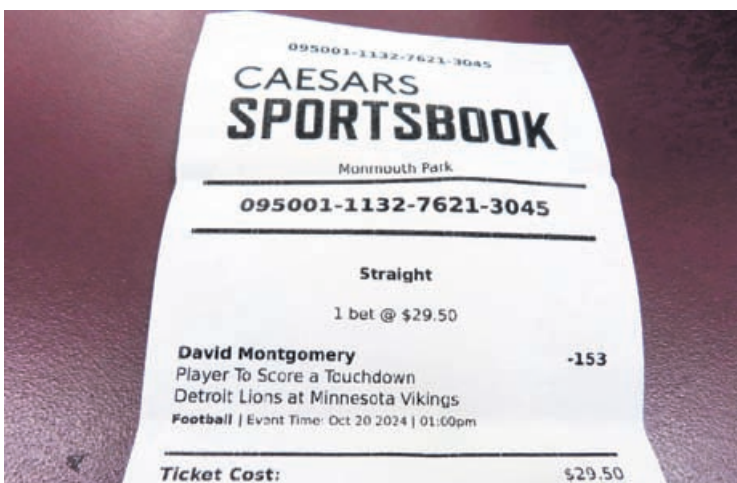 095001-1132-7621-3045
CAESARS
SPORTSBOOK
Monmouth Park
095001-1132-7621-3045
Straight
1 bet @ $29.50
David Montgomery -153
Player To Score a Touchdown
Detroit Lions at Minnesota Vikings
Football | Event Time: Oct 20 2024 | 01:00pm
Ticket Cost: $29.50